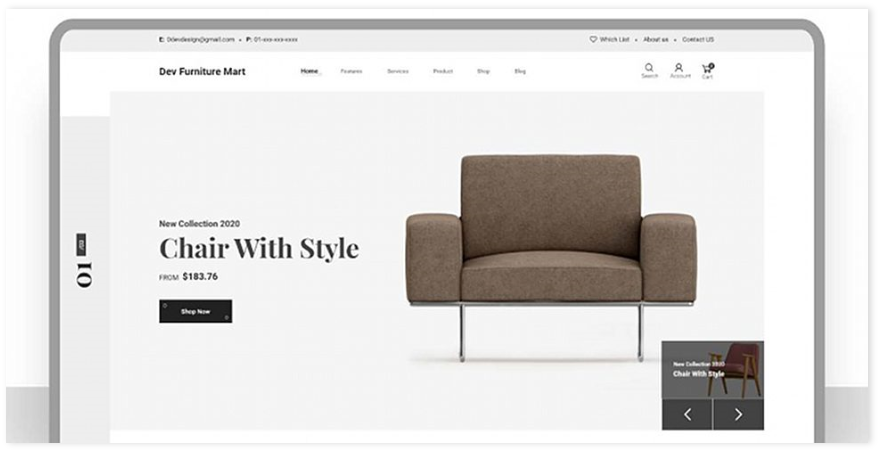 E: 0devdesign@gmail.com • P: 01-xxx-xxx-xxxx
Which List • About us • Contact US
Dev Furniture Mart
Home Features Services Product Shop Blog
Search Account Cart
New Collection 2020
Chair With Style
FROM $183.76
Shop Now
01
/03
New Collection 2020
Chair With Style